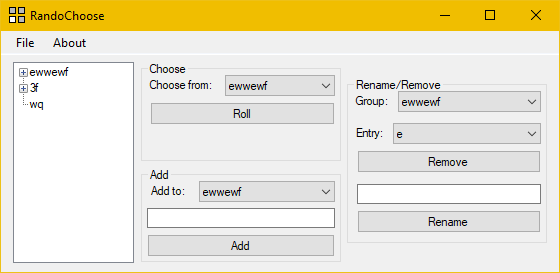 RandoChoose
File About
ewwewf
3f
wq
Choose
Choose from: ewwewf
Roll
Add
Add to: ewwewf
Add
Rename/Remove
Group: ewwewf
Entry: e
Remove
Rename